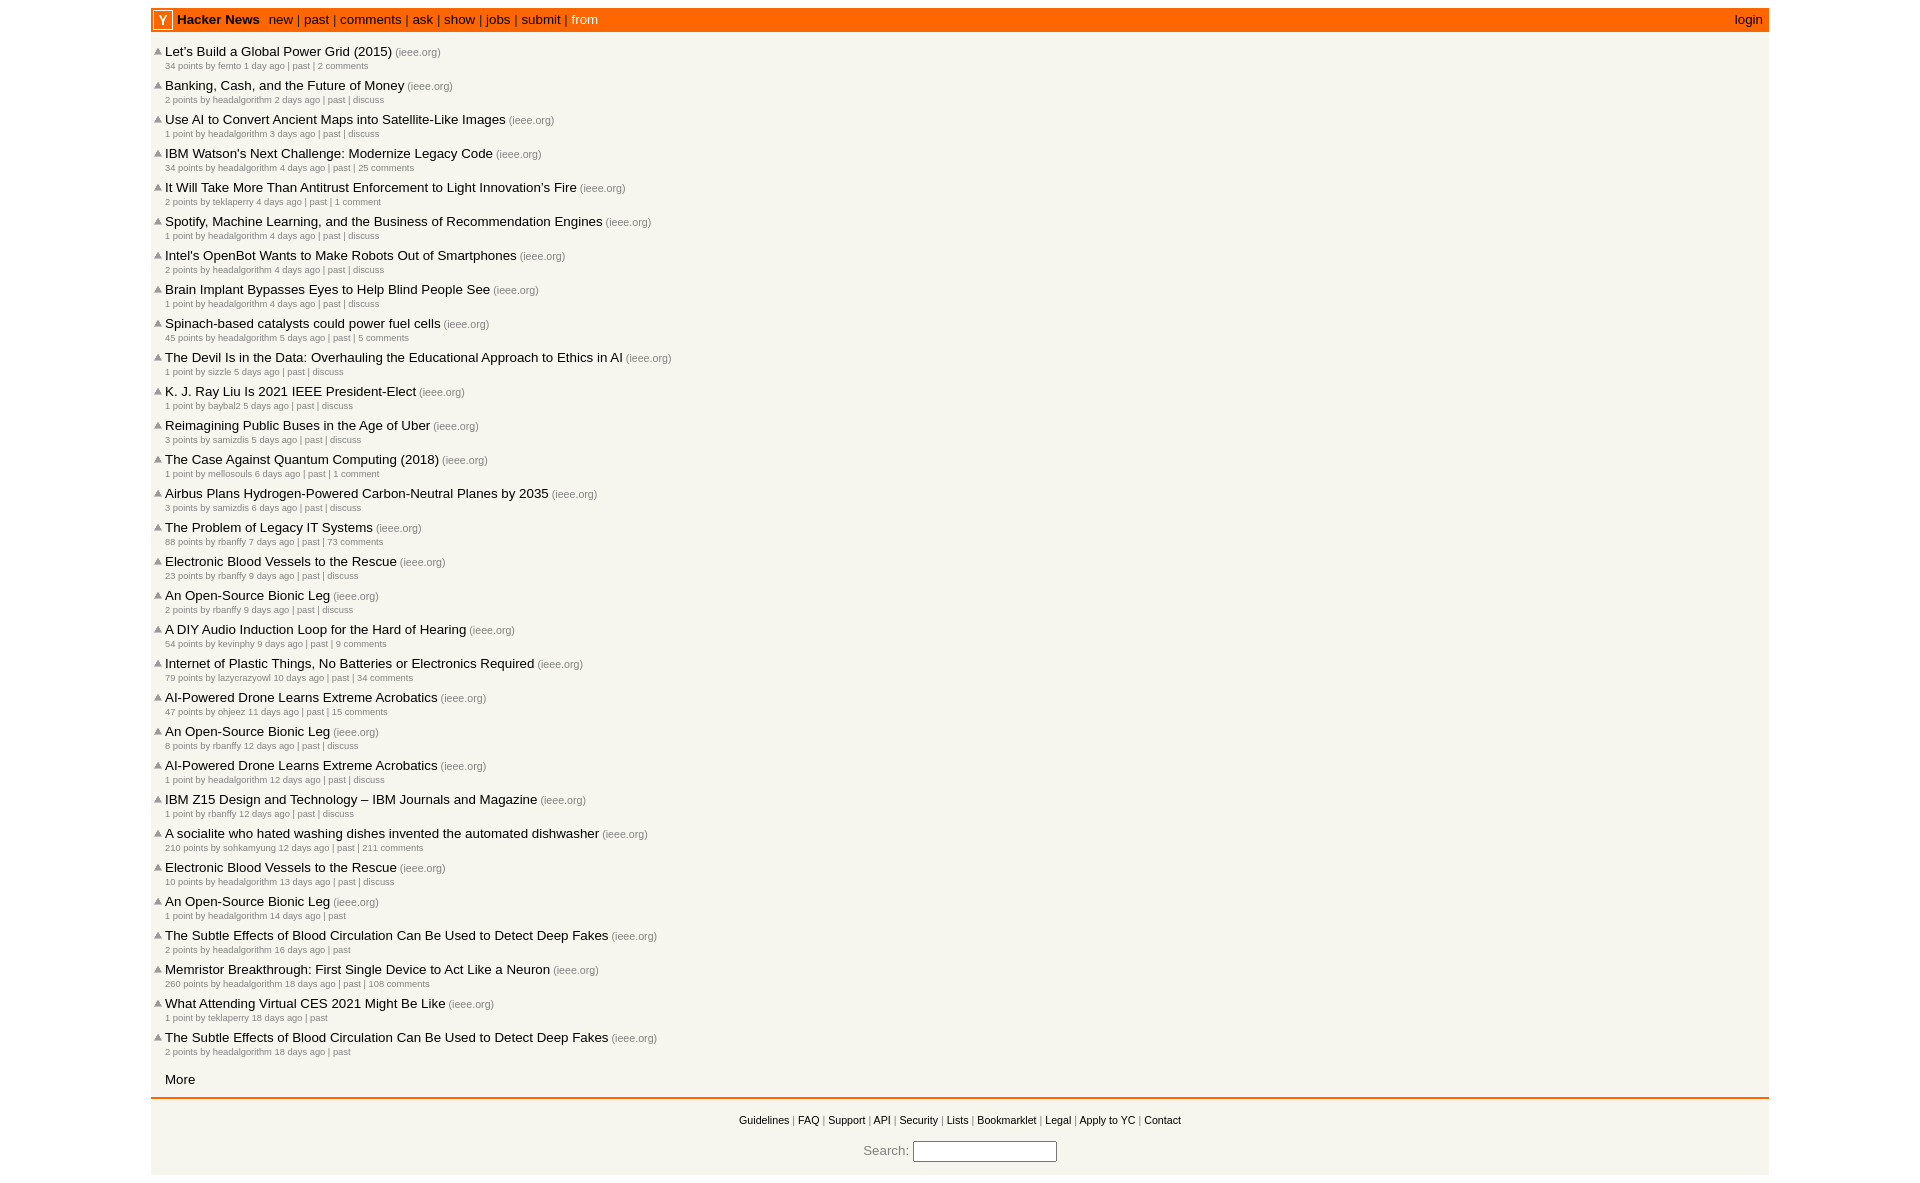 Y Hacker News new | past | comments | ask | show | jobs | submit | from login
Let's Build a Global Power Grid (2015) (ieee.org)
34 points by femto 1 day ago | past | 2 comments
Banking, Cash, and the Future of Money (ieee.org)
2 points by headalgorithm 2 days ago | past | discuss
Use AI to Convert Ancient Maps into Satellite-Like Images (ieee.org)
1 point by headalgorithm 3 days ago | past | discuss
IBM Watson's Next Challenge: Modernize Legacy Code (ieee.org)
34 points by headalgorithm 4 days ago | past | 25 comments
It Will Take More Than Antitrust Enforcement to Light Innovation's Fire (ieee.org)
2 points by teklaperry 4 days ago | past | 1 comment
Spotify, Machine Learning, and the Business of Recommendation Engines (ieee.org)
1 point by headalgorithm 4 days ago | past | discuss
Intel's OpenBot Wants to Make Robots Out of Smartphones (ieee.org)
2 points by headalgorithm 4 days ago | past | discuss
Brain Implant Bypasses Eyes to Help Blind People See (ieee.org)
1 point by headalgorithm 4 days ago | past | discuss
Spinach-based catalysts could power fuel cells (ieee.org)
45 points by headalgorithm 5 days ago | past | 5 comments
The Devil Is in the Data: Overhauling the Educational Approach to Ethics in AI (ieee.org)
1 point by sizzle 5 days ago | past | discuss
K. J. Ray Liu Is 2021 IEEE President-Elect (ieee.org)
1 point by baybal2 5 days ago | past | discuss
Reimagining Public Buses in the Age of Uber (ieee.org)
3 points by samizdis 5 days ago | past | discuss
The Case Against Quantum Computing (2018) (ieee.org)
1 point by mellosouls 6 days ago | past | 1 comment
Airbus Plans Hydrogen-Powered Carbon-Neutral Planes by 2035 (ieee.org)
3 points by samizdis 6 days ago | past | discuss
The Problem of Legacy IT Systems (ieee.org)
88 points by rbanffy 7 days ago | past | 73 comments
Electronic Blood Vessels to the Rescue (ieee.org)
23 points by rbanffy 9 days ago | past | discuss
An Open-Source Bionic Leg (ieee.org)
2 points by rbanffy 9 days ago | past | discuss
A DIY Audio Induction Loop for the Hard of Hearing (ieee.org)
54 points by kevinphy 9 days ago | past | 9 comments
Internet of Plastic Things, No Batteries or Electronics Required (ieee.org)
79 points by lazycrazyowl 10 days ago | past | 34 comments
AI-Powered Drone Learns Extreme Acrobatics (ieee.org)
47 points by ohjeez 11 days ago | past | 15 comments
An Open-Source Bionic Leg (ieee.org)
8 points by rbanffy 12 days ago | past | discuss
AI-Powered Drone Learns Extreme Acrobatics (ieee.org)
1 point by headalgorithm 12 days ago | past | discuss
IBM Z15 Design and Technology – IBM Journals and Magazine (ieee.org)
1 point by rbanffy 12 days ago | past | discuss
A socialite who hated washing dishes invented the automated dishwasher (ieee.org)
210 points by sohkamyung 12 days ago | past | 211 comments
Electronic Blood Vessels to the Rescue (ieee.org)
10 points by headalgorithm 13 days ago | past | discuss
An Open-Source Bionic Leg (ieee.org)
1 point by headalgorithm 14 days ago | past
The Subtle Effects of Blood Circulation Can Be Used to Detect Deep Fakes (ieee.org)
2 points by headalgorithm 16 days ago | past
Memristor Breakthrough: First Single Device to Act Like a Neuron (ieee.org)
260 points by headalgorithm 18 days ago | past | 108 comments
What Attending Virtual CES 2021 Might Be Like (ieee.org)
1 point by teklaperry 18 days ago | past
The Subtle Effects of Blood Circulation Can Be Used to Detect Deep Fakes (ieee.org)
2 points by headalgorithm 18 days ago | past
More
Guidelines | FAQ | Support | API | Security | Lists | Bookmarklet | Legal | Apply to YC | Contact
Search: